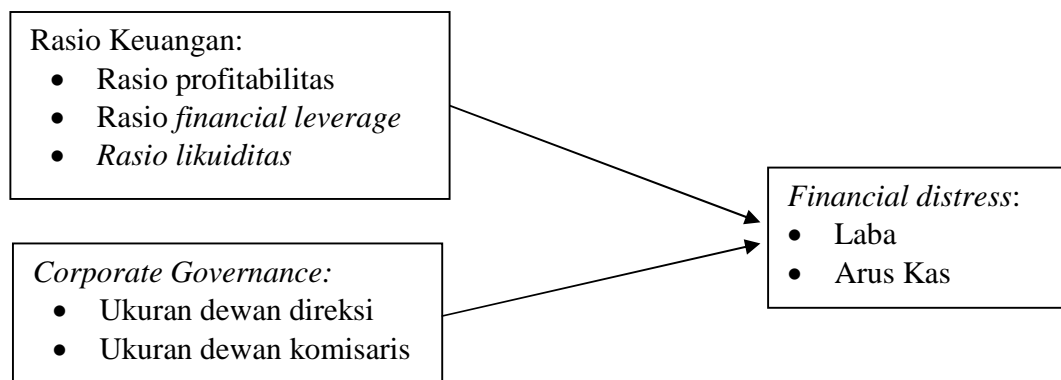 Rasio Keuangan:
• Rasio profitabilitas
• Rasio financial leverage
• Rasio likuiditas
Financial distress:
• Laba
• Arus Kas
Corporate Governance:
• Ukuran dewan direksi
• Ukuran dewan komisaris